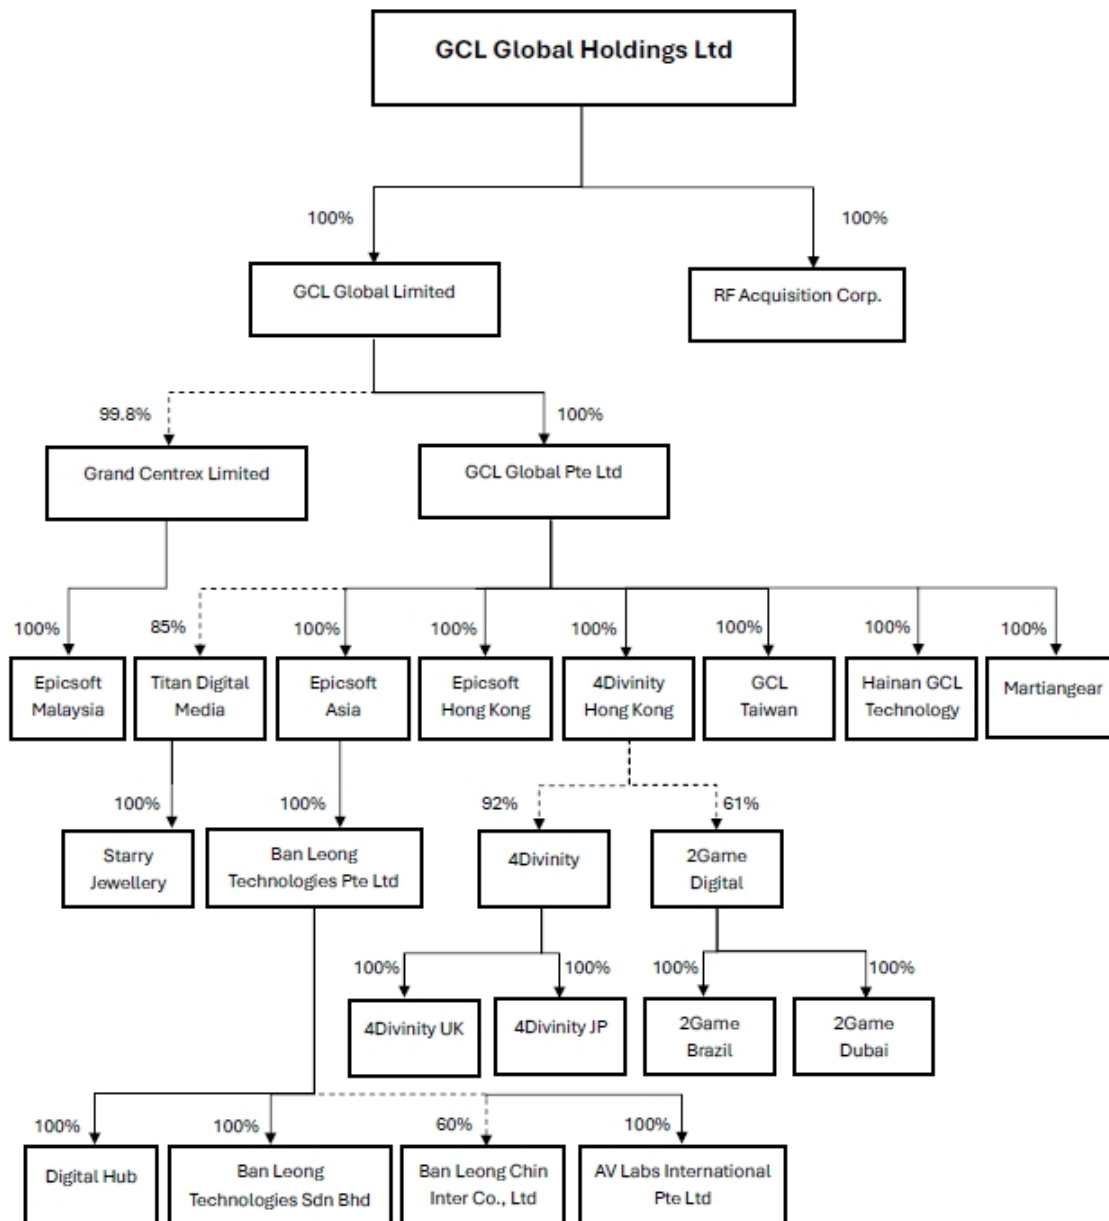 GCL Global Holdings Ltd
100%
100%
GCL Global Limited
RF Acquisition Corp.
99.8%
100%
Grand Centrex Limited
GCL Global Pte Ltd
100%
85%
100%
100%
100%
100%
100%
100%
Epicsoft
Malaysia
Titan Digital
Media
Epicsoft
Asia
Epicsoft
Hong Kong
4Divinity
Hong Kong
GCL
Taiwan
Hainan GCL
Technology
Martiangear
100%
100%
92%
61%
Starry
Jewellery
Ban Leong
Technologies Pte Ltd
4Divinity
2Game
Digital
100%
100%
100%
100%
4Divinity UK
4Divinity JP
2Game
Brazil
2Game
Dubai
100%
100%
60%
100%
Digital Hub
Ban Leong
Technologies Sdn Bhd
Ban Leong Chin
Inter Co., Ltd
AV Labs International
Pte Ltd